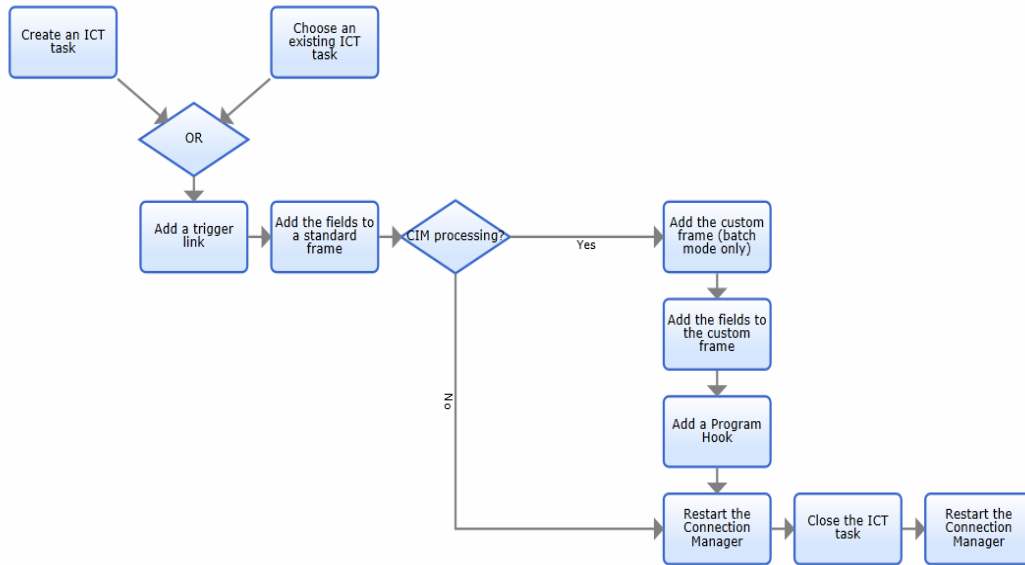 Create an ICT
task
Choose an
existing ICT
task
OR
Add a trigger
link
Add the fields to
a standard
frame
CIM processing?
Yes
Add the custom
frame (batch
mode only)
Add the fields to
the custom
frame
No
Add a Program
Hook
Restart the
Connection
Manager
Close the ICT
task
Restart the
Connection
Manager